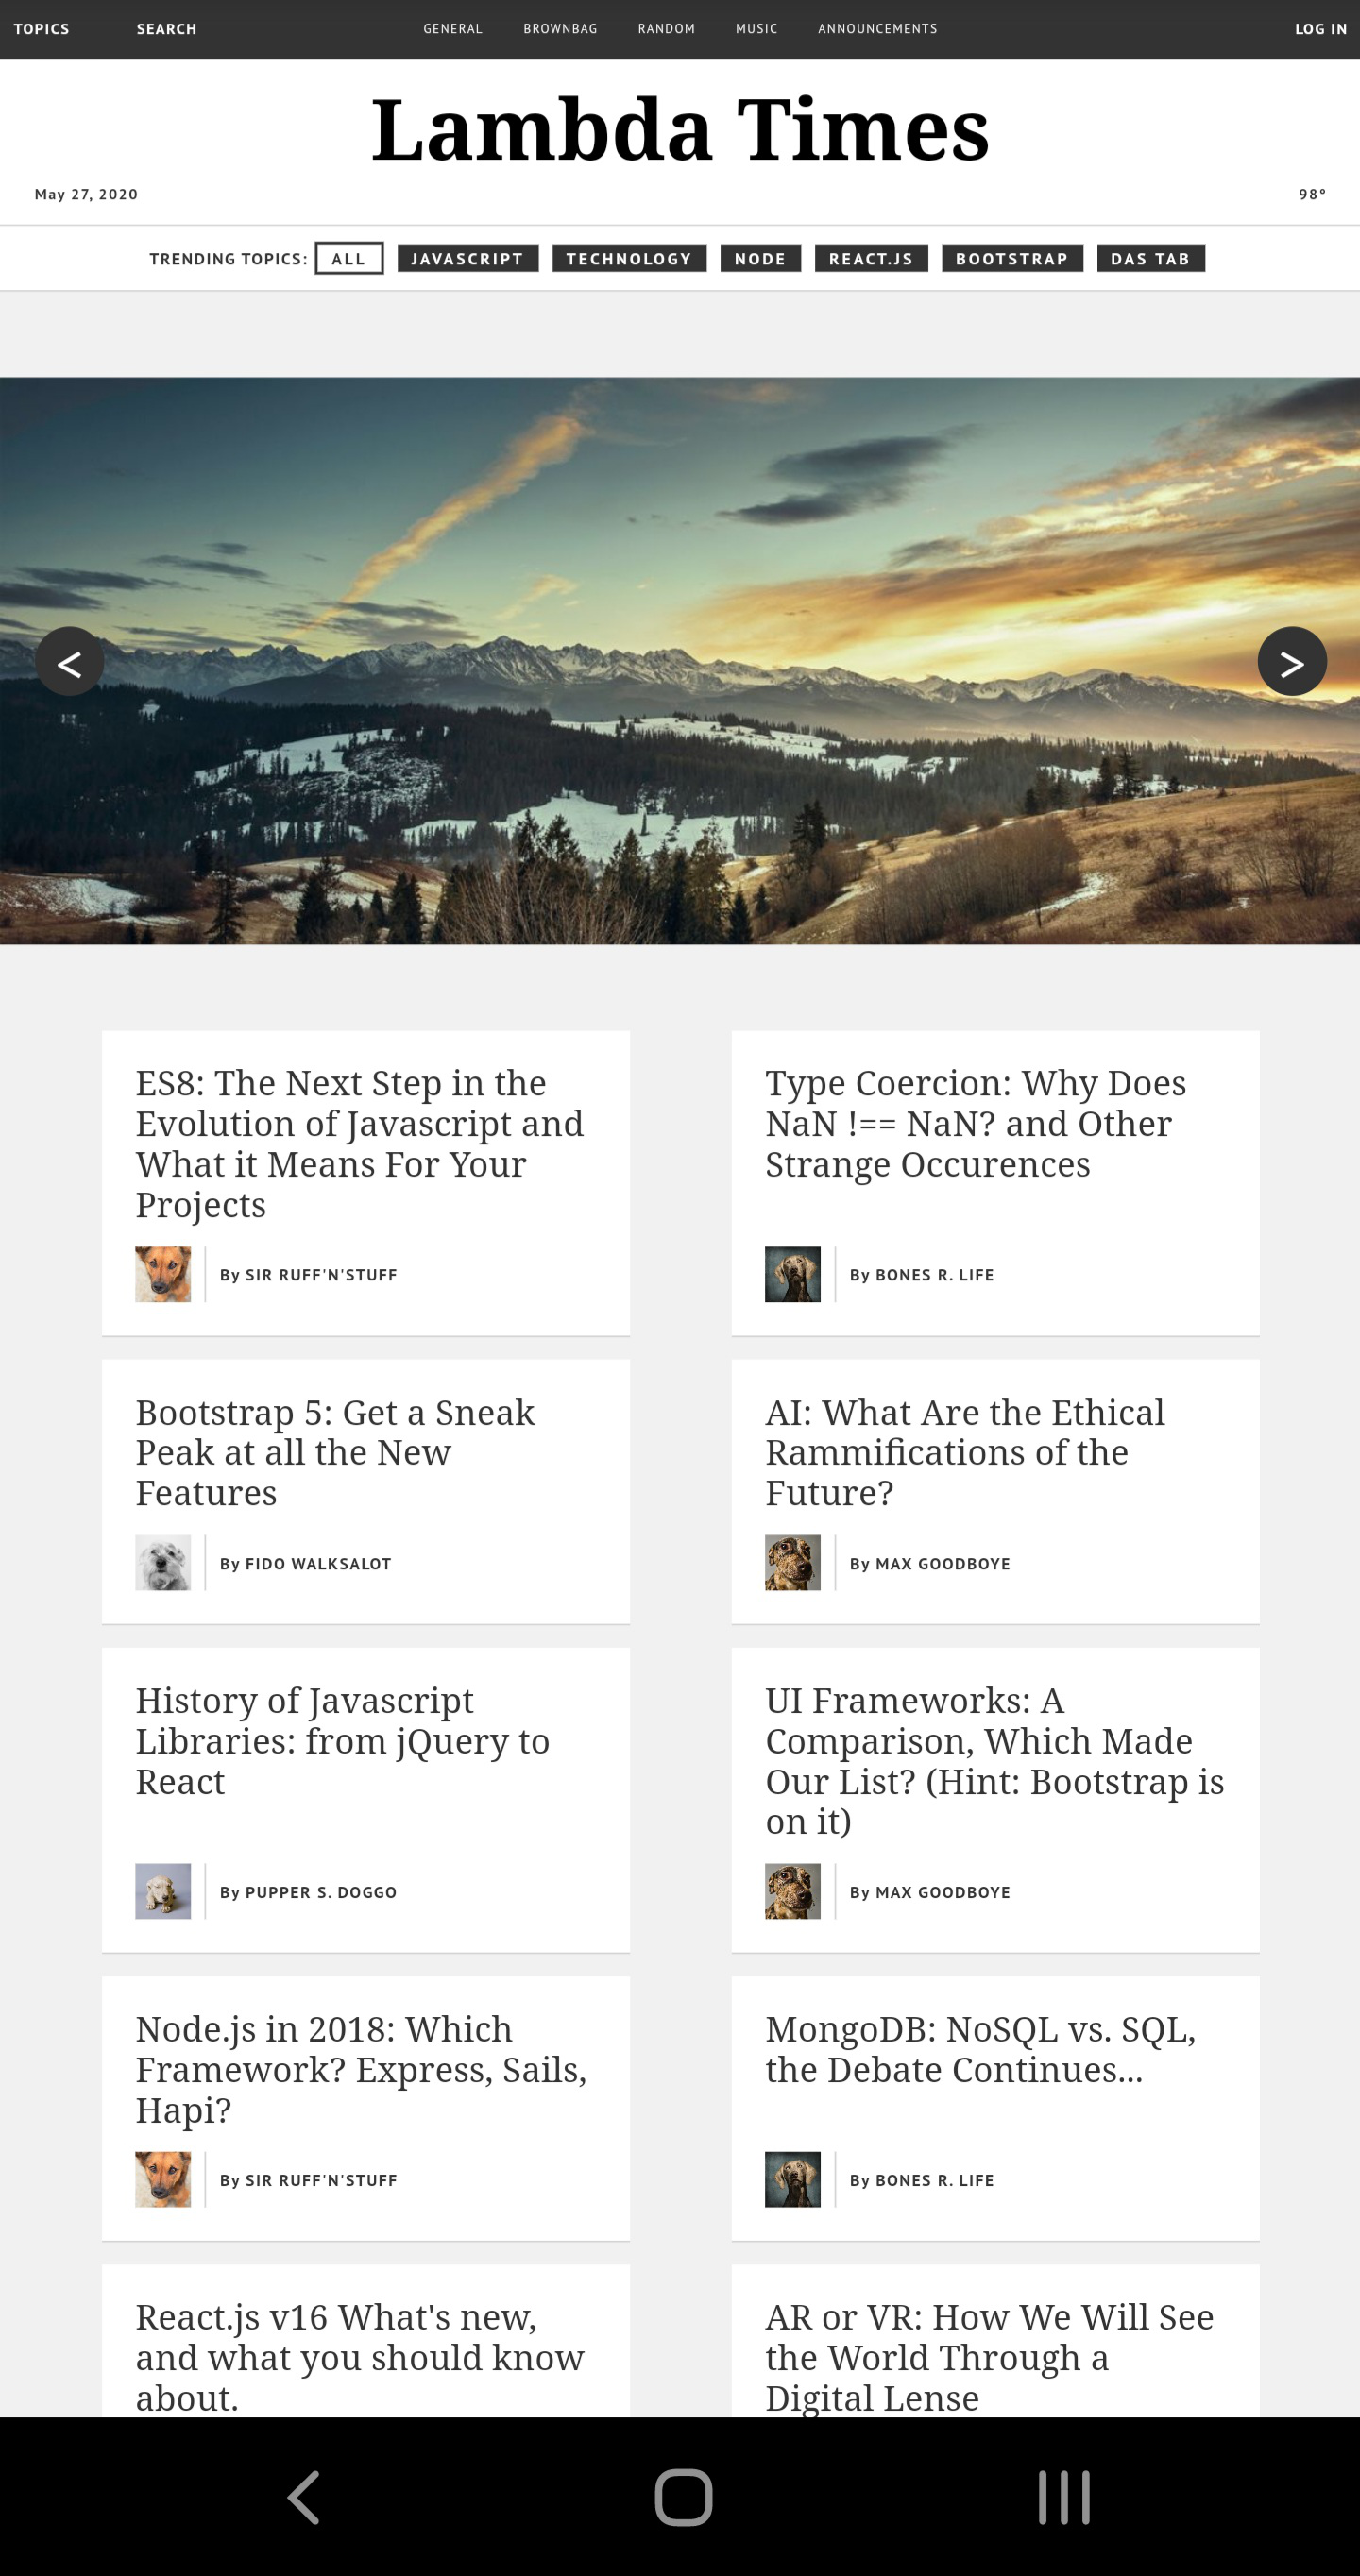 TOPICS SEARCH GENERAL BROWNBAG RANDOM MUSIC ANNOUNCEMENTS LOG IN
Lambda Times
May 27, 2020 98°
TRENDING TOPICS: ALL JAVASCRIPT TECHNOLOGY NODE REACT.JS BOOTSTRAP DAS TAB
< >
ES8: The Next Step in the
Evolution of Javascript and
What it Means For Your
Projects
By SIR RUFF'N'STUFF
Type Coercion: Why Does
NaN !== NaN? and Other
Strange Occurences
By BONES R. LIFE
Bootstrap 5: Get a Sneak
Peak at all the New
Features
By FIDO WALKSALOT
AI: What Are the Ethical
Rammifications of the
Future?
By MAX GOODBOYE
History of Javascript
Libraries: from jQuery to
React
By PUPPER S. DOGGO
UI Frameworks: A
Comparison, Which Made
Our List? (Hint: Bootstrap is
on it)
By MAX GOODBOYE
Node.js in 2018: Which
Framework? Express, Sails,
Hapi?
By SIR RUFF'N'STUFF
MongoDB: NoSQL vs. SQL,
the Debate Continues...
By BONES R. LIFE
React.js v16 What's new,
and what you should know
about.
AR or VR: How We Will See
the World Through a
Digital Lense